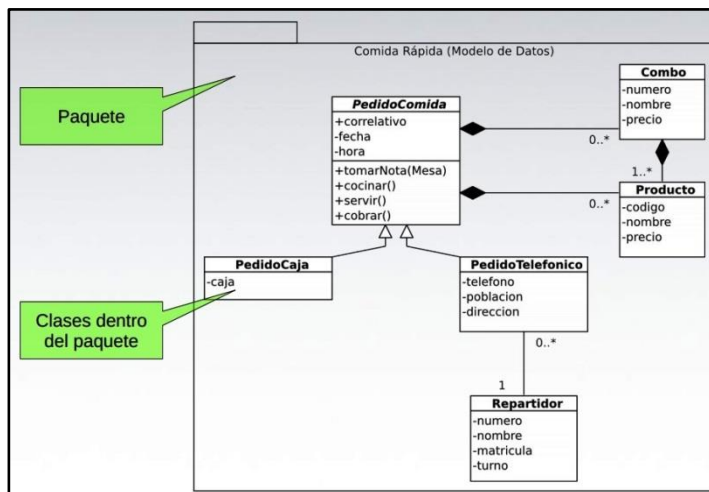 Comida Rápida (Modelo de Datos)
Paquete
PedidoComida
+correlativo
-fecha
-hora
+tomarNota(Mesa)
+cocinar()
+servir()
+cobrar()
Combo
-numero
-nombre
-precio
0..*
1..*
0..*
Producto
-codigo
-nombre
-precio
PedidoCaja
-caja
PedidoTelefonico
-telefono
-poblacion
-direccion
Clases dentro
del paquete
0..*
1
Repartidor
-numero
-nombre
-matricula
-turno